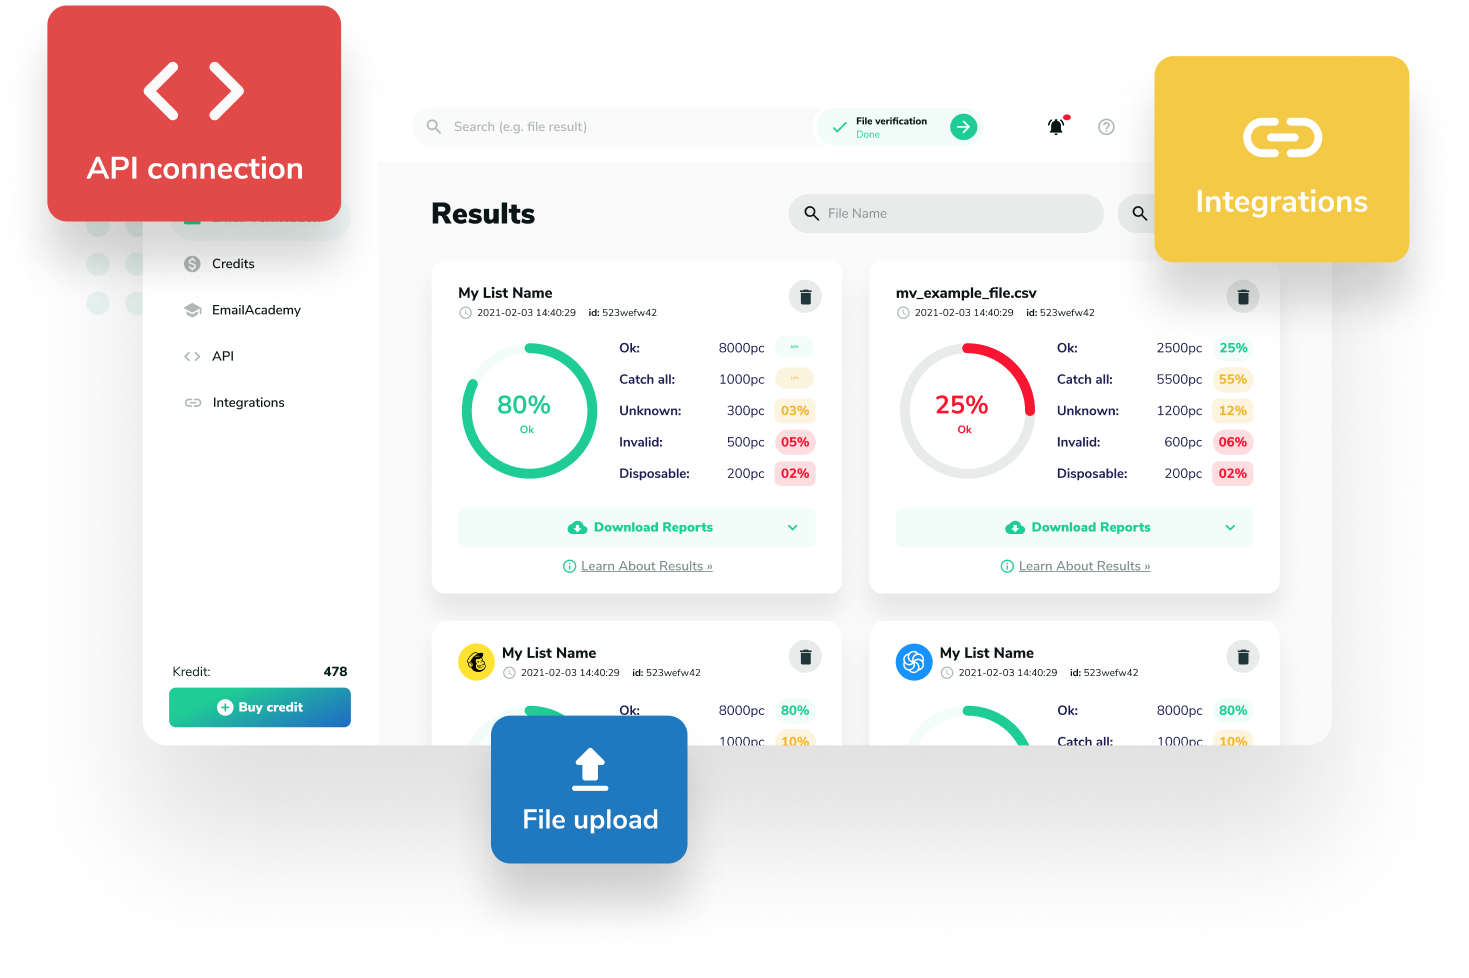 API connection
Search (e.g. file result)
File verification
Done
Integrations
Results
File Name
Credits
EmailAcademy
API
Integrations
Kredit: 478
Buy credit
My List Name
2021-02-03 14:40:29 id: 523wefw42
80%
Ok
Ok: 8000pc
Catch all: 1000pc
Unknown: 300pc 03%
Invalid: 500pc 05%
Disposable: 200pc 02%
Download Reports
Learn About Results »
mv_example_file.csv
2021-02-03 14:40:29 id: 523wefw42
25%
Ok
Ok: 2500pc 25%
Catch all: 5500pc 55%
Unknown: 1200pc 12%
Invalid: 600pc 06%
Disposable: 200pc 02%
Download Reports
Learn About Results »
My List Name
2021-02-03 14:40:29 id: 523wefw42
Ok: 8000pc 80%
1000pc 10%
My List Name
2021-02-03 14:40:29 id: 523wefw42
Ok: 8000pc 80%
Catch all: 1000pc 10%
File upload